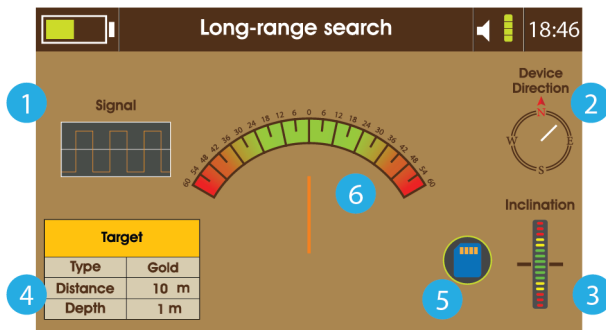 Long-range search 18:46
1
Signal
Device
Direction
2
N
W E
S
60 54 48 42 36 30 24 18 12 6 0 6 12 18 24 30 36 42 48 54 60
6
Inclination
Target
Type Gold
Distance 10 m
Depth 1 m
4
5
3